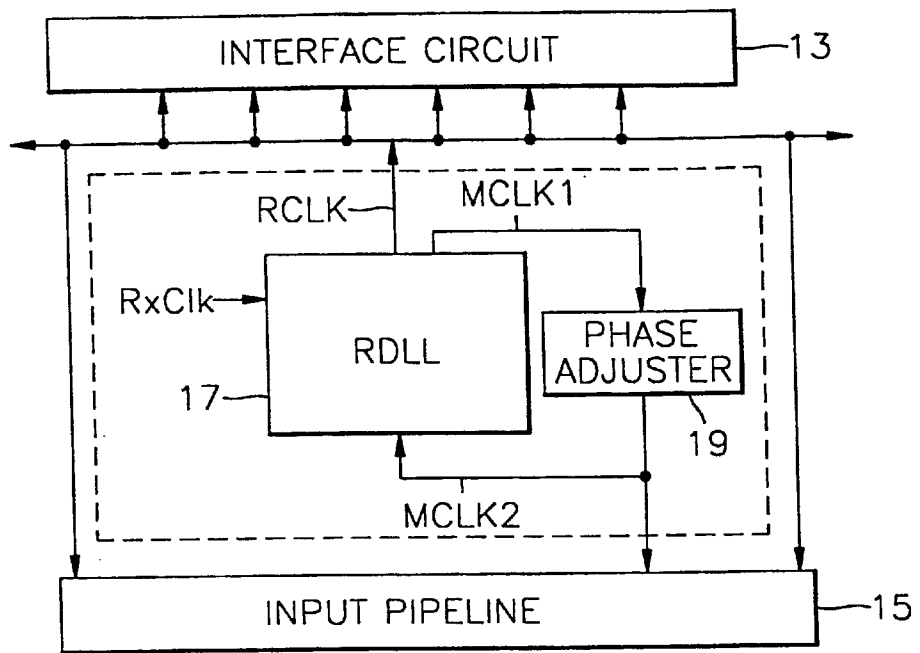 INTERFACE CIRCUIT
13
RCLK
MCLK1
RxClk
RDLL
PHASE
ADJUSTER
17
19
MCLK2
INPUT PIPELINE
15